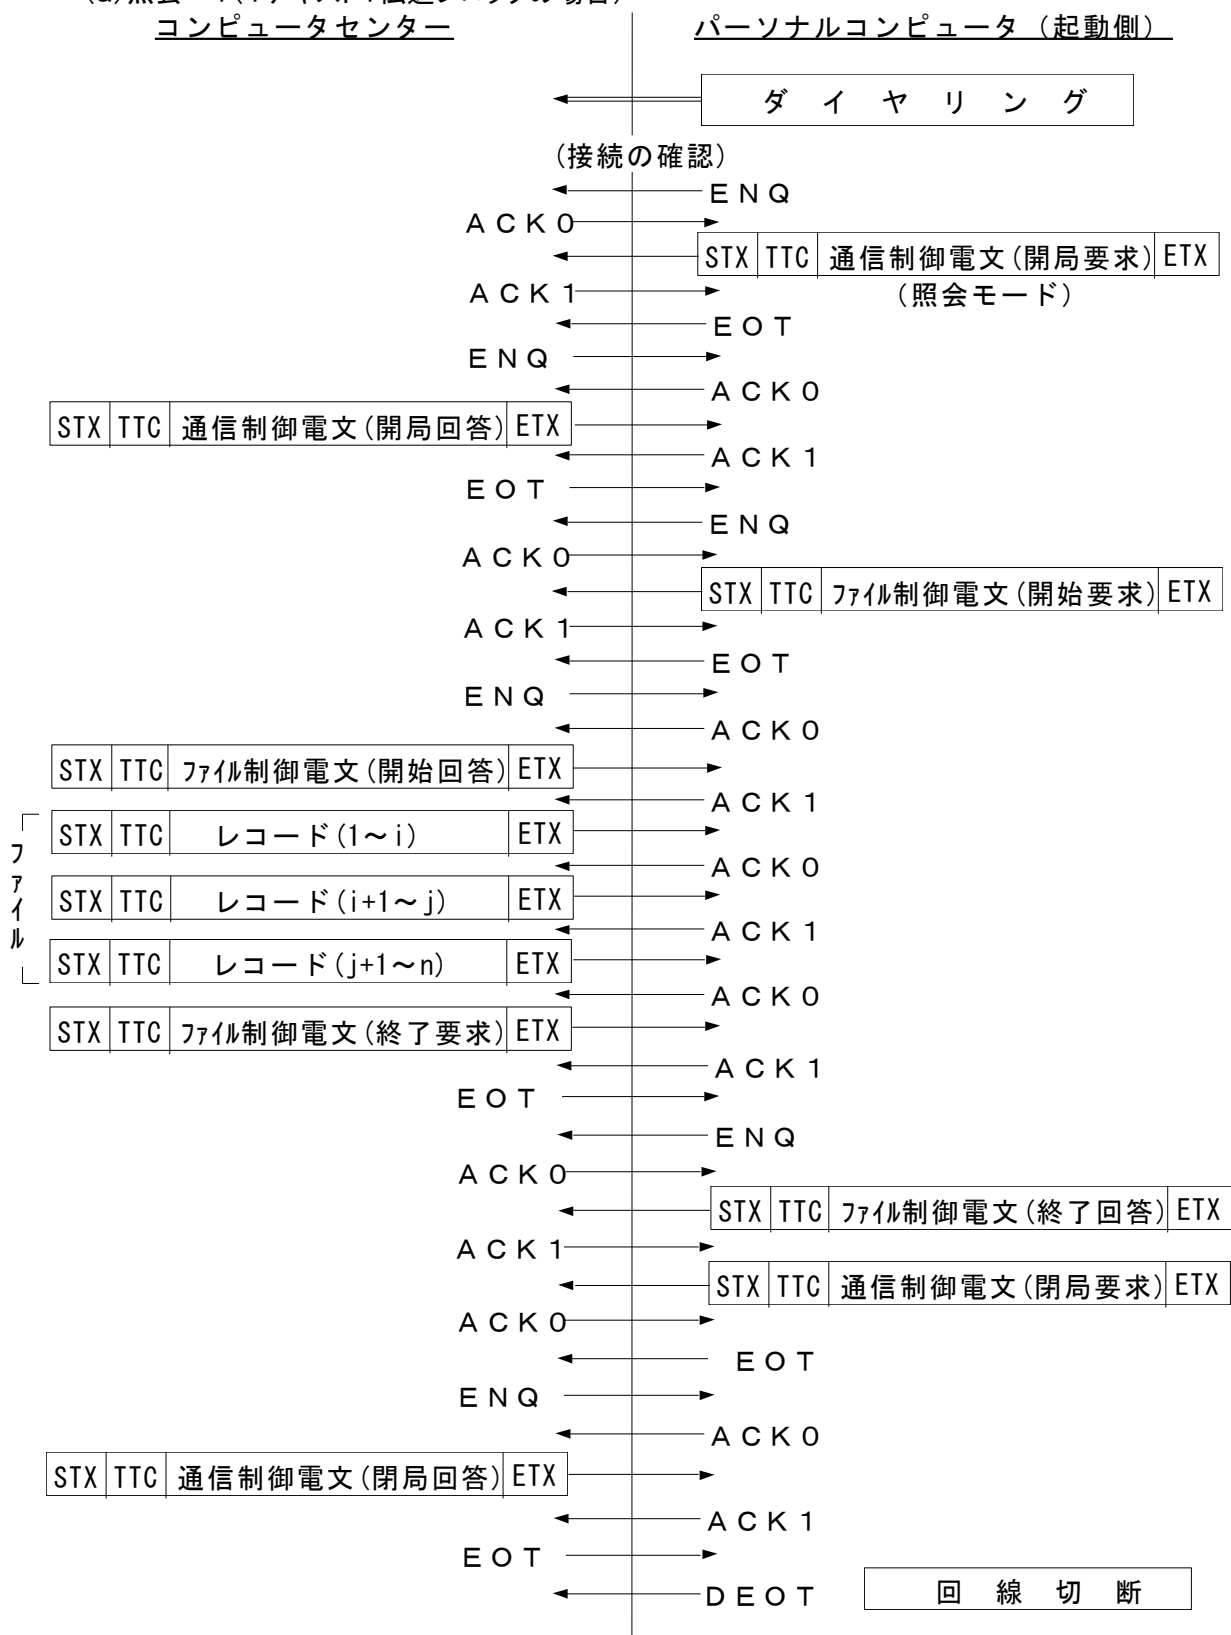 コンピュータセンター
パーソナルコンピュータ（起動側）
ダイヤリング
(接続の確認)
ＥＮＱ
ＡＣＫ０
STX TTC 通信制御電文(開局要求) ETX
(照会モード)
ＡＣＫ１
ＥＯＴ
ＥＮＱ
ＡＣＫ０
STX TTC 通信制御電文(開局回答) ETX
ＡＣＫ１
ＥＯＴ
ＥＮＱ
ＡＣＫ０
STX TTC ﾌｧｲﾙ制御電文(開始要求) ETX
ＡＣＫ１
ＥＯＴ
ＥＮＱ
ＡＣＫ０
STX TTC ﾌｧｲﾙ制御電文(開始回答) ETX
ＡＣＫ１
ファイル
STX TTC レコード(1～i) ETX
ＡＣＫ０
STX TTC レコード(i+1～j) ETX
ＡＣＫ１
STX TTC レコード(j+1～n) ETX
ＡＣＫ０
STX TTC ﾌｧｲﾙ制御電文(終了要求) ETX
ＡＣＫ１
ＥＯＴ
ＥＮＱ
ＡＣＫ０
STX TTC ﾌｧｲﾙ制御電文(終了回答) ETX
ＡＣＫ１
STX TTC 通信制御電文(閉局要求) ETX
ＡＣＫ０
ＥＯＴ
ＥＮＱ
ＡＣＫ０
STX TTC 通信制御電文(閉局回答) ETX
ＡＣＫ１
ＥＯＴ
ＤＥＯＴ
回線切断